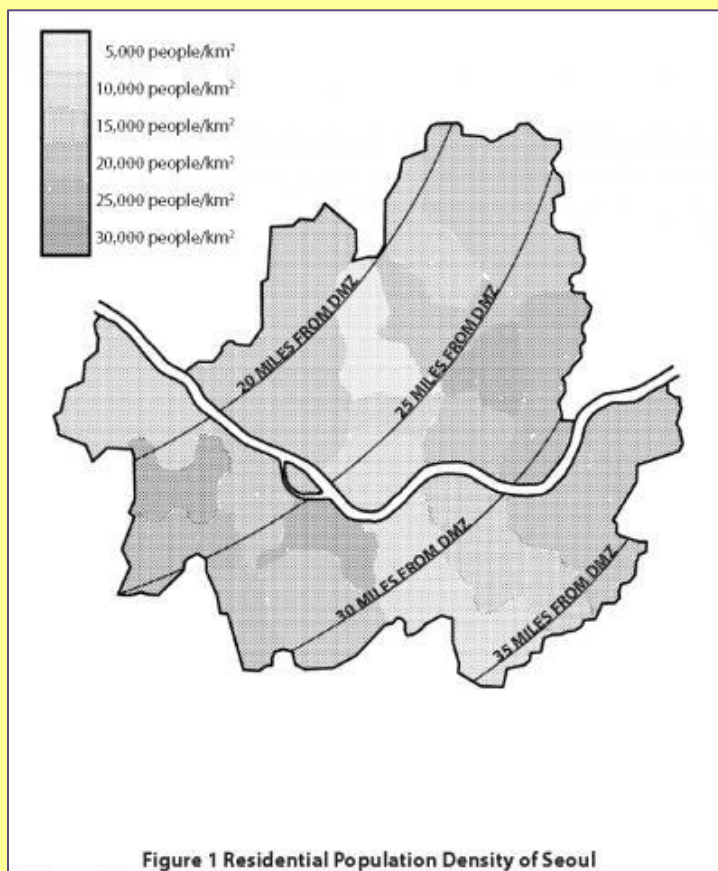 5,000 people/km²
10,000 people/km²
15,000 people/km²
20,000 people/km²
25,000 people/km²
30,000 people/km²
20 MILES FROM DMZ
25 MILES FROM DMZ
30 MILES FROM DMZ
35 MILES FROM DMZ
Figure 1 Residential Population Density of Seoul